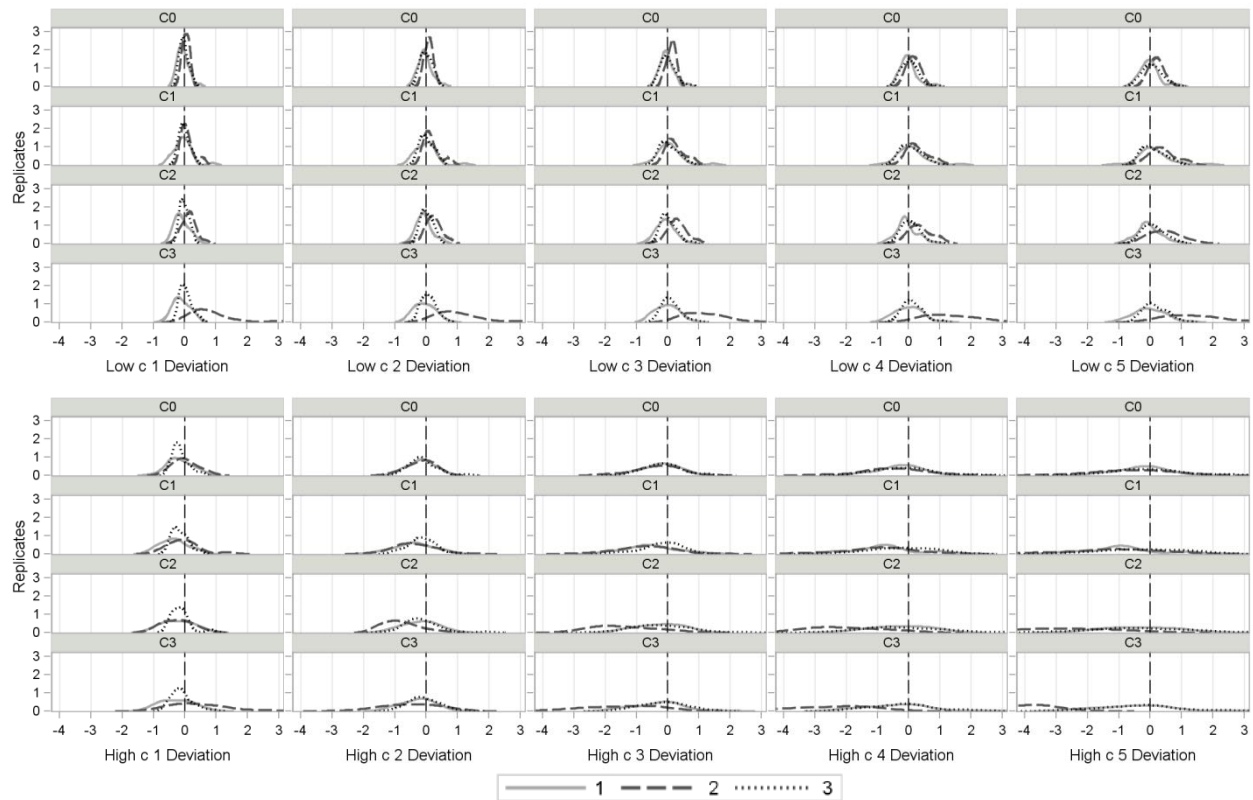 C0 C0 C0 C0 C0
3
2
1
0
C1 C1 C1 C1 C1
3
2
1
0
Replicates
C2 C2 C2 C2 C2
3
2
1
0
C3 C3 C3 C3 C3
3
2
1
0
-4 -3 -2 -1 0 1 2 3 -4 -3 -2 -1 0 1 2 3 -4 -3 -2 -1 0 1 2 3 -4 -3 -2 -1 0 1 2 3 -4 -3 -2 -1 0 1 2 3
Low c 1 Deviation Low c 2 Deviation Low c 3 Deviation Low c 4 Deviation Low c 5 Deviation
C0 C0 C0 C0 C0
3
2
1
0
C1 C1 C1 C1 C1
3
2
1
0
Replicates
C2 C2 C2 C2 C2
3
2
1
0
C3 C3 C3 C3 C3
3
2
1
0
-4 -3 -2 -1 0 1 2 3 -4 -3 -2 -1 0 1 2 3 -4 -3 -2 -1 0 1 2 3 -4 -3 -2 -1 0 1 2 3 -4 -3 -2 -1 0 1 2 3
High c 1 Deviation High c 2 Deviation High c 3 Deviation High c 4 Deviation High c 5 Deviation
1 2 3